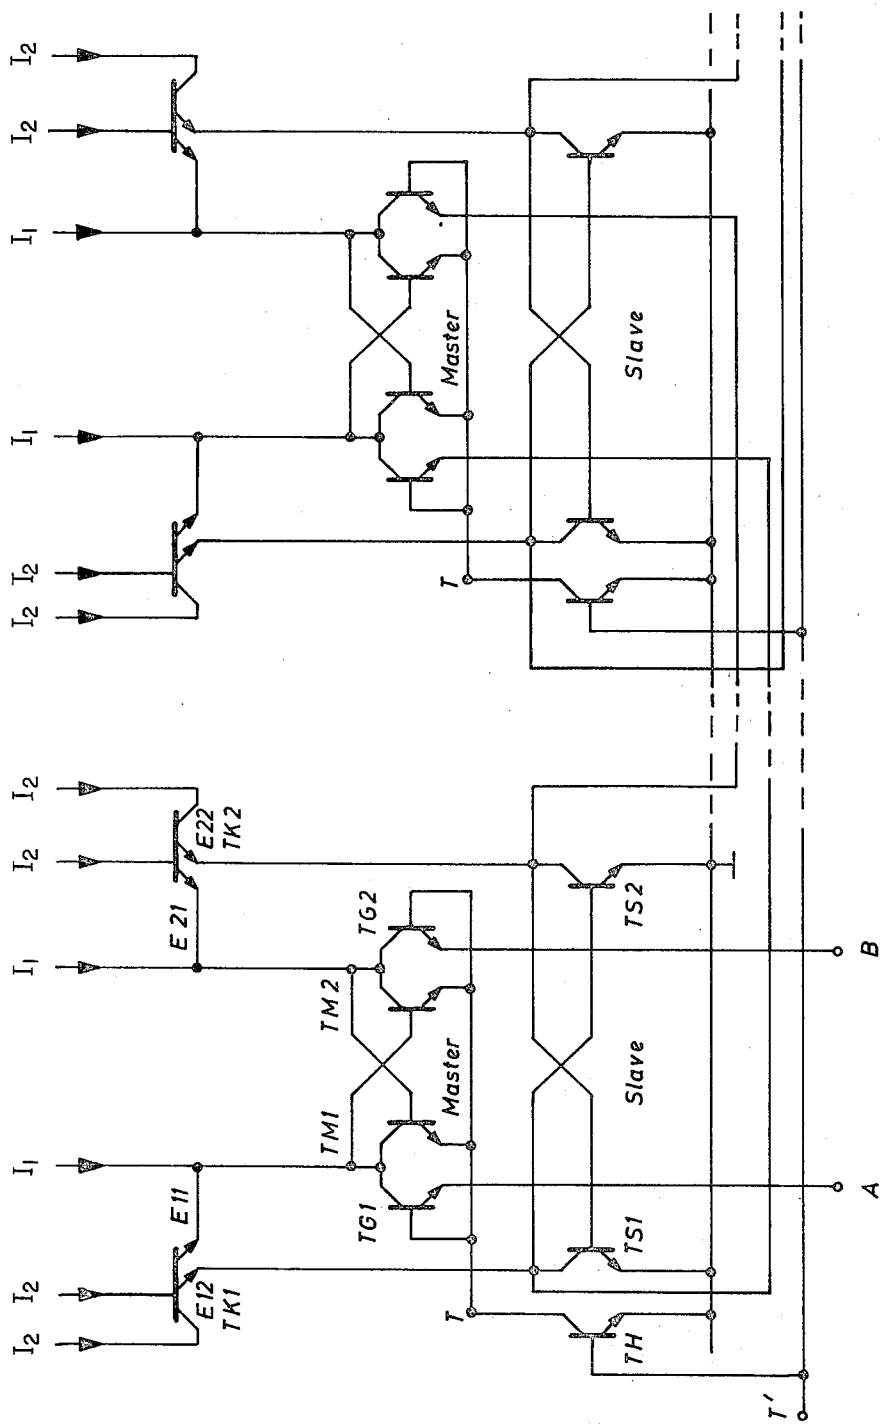 I₂ I₂ I₁ I₁ I₂ I₂ I₂ I₂ I₁ I₁ I₂ I₂
E11 E21
E12 E22
TK1 TK2
TM1 TM2
TG1 TG2
Master Master
T T
TS1 TS2
TH Slave Slave
T′ A B